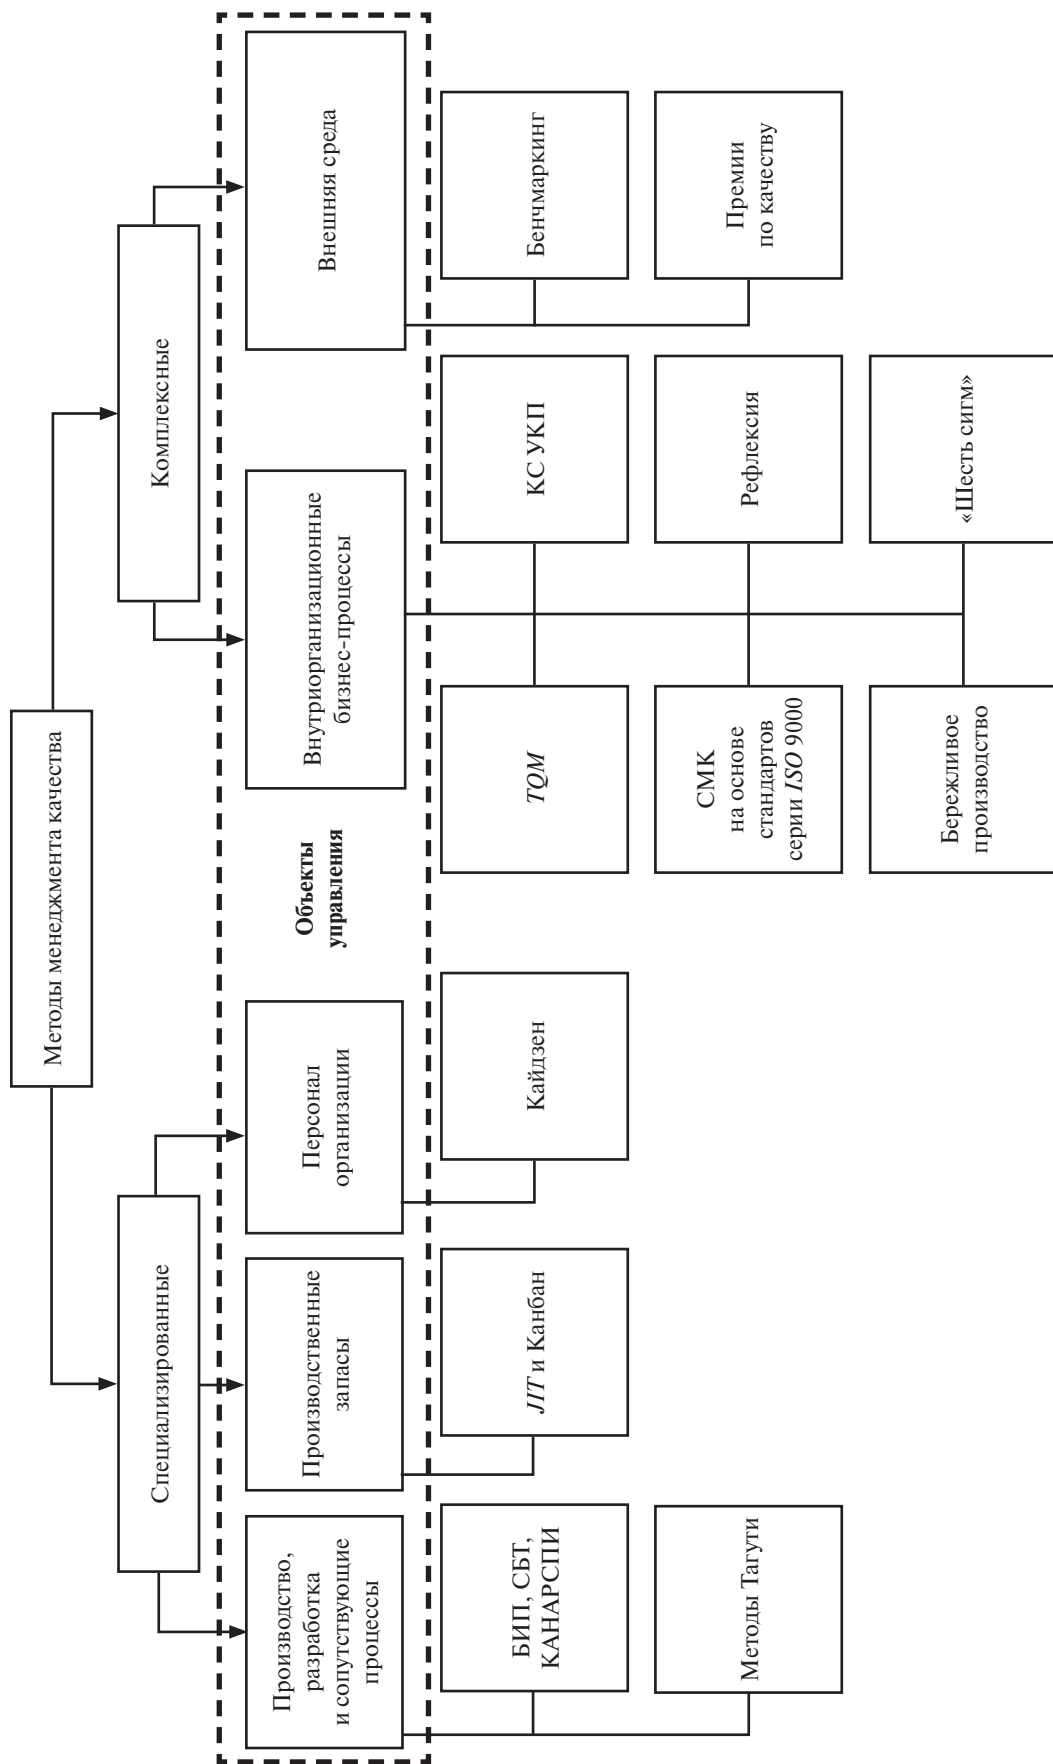 Методы менеджмента качества
Специализированные
Комплексные
Производство,
разработка
и сопутствующие
процессы
Производственные
запасы
Персонал
организации
Объекты
управления
Внутриорганизационные
бизнес-процессы
Внешняя среда
БИП, СБТ,
КАНАРСПИ
JIT и Канбан
Кайдзен
TQM
КС УКП
Бенчмаркинг
Методы Тагути
СМК
на основе
стандартов
серии ISO 9000
Рефлексия
Премии
по качеству
Бережливое
производство
«Шесть сигм»